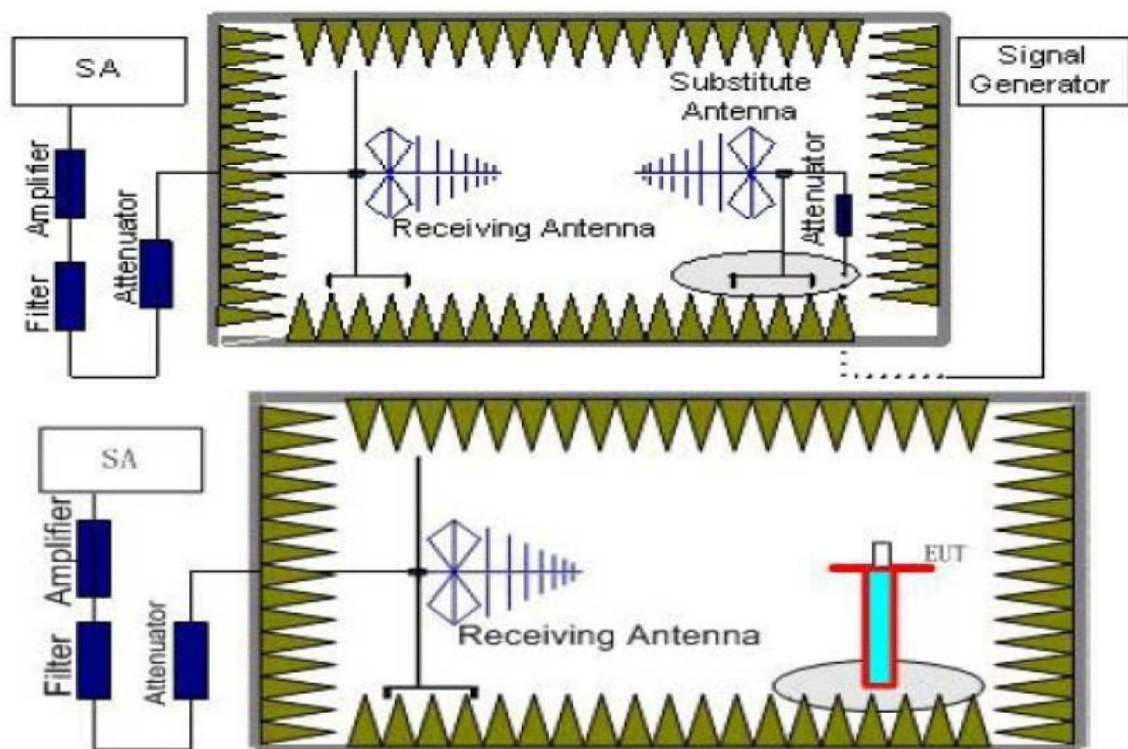 SA
Signal
Generator
Substitute
Antenna
Amplifier
Attenuator
Filter
Receiving Antenna
Attenuator
SA
Amplifier
EUT
Filter
Attenuator
Receiving Antenna